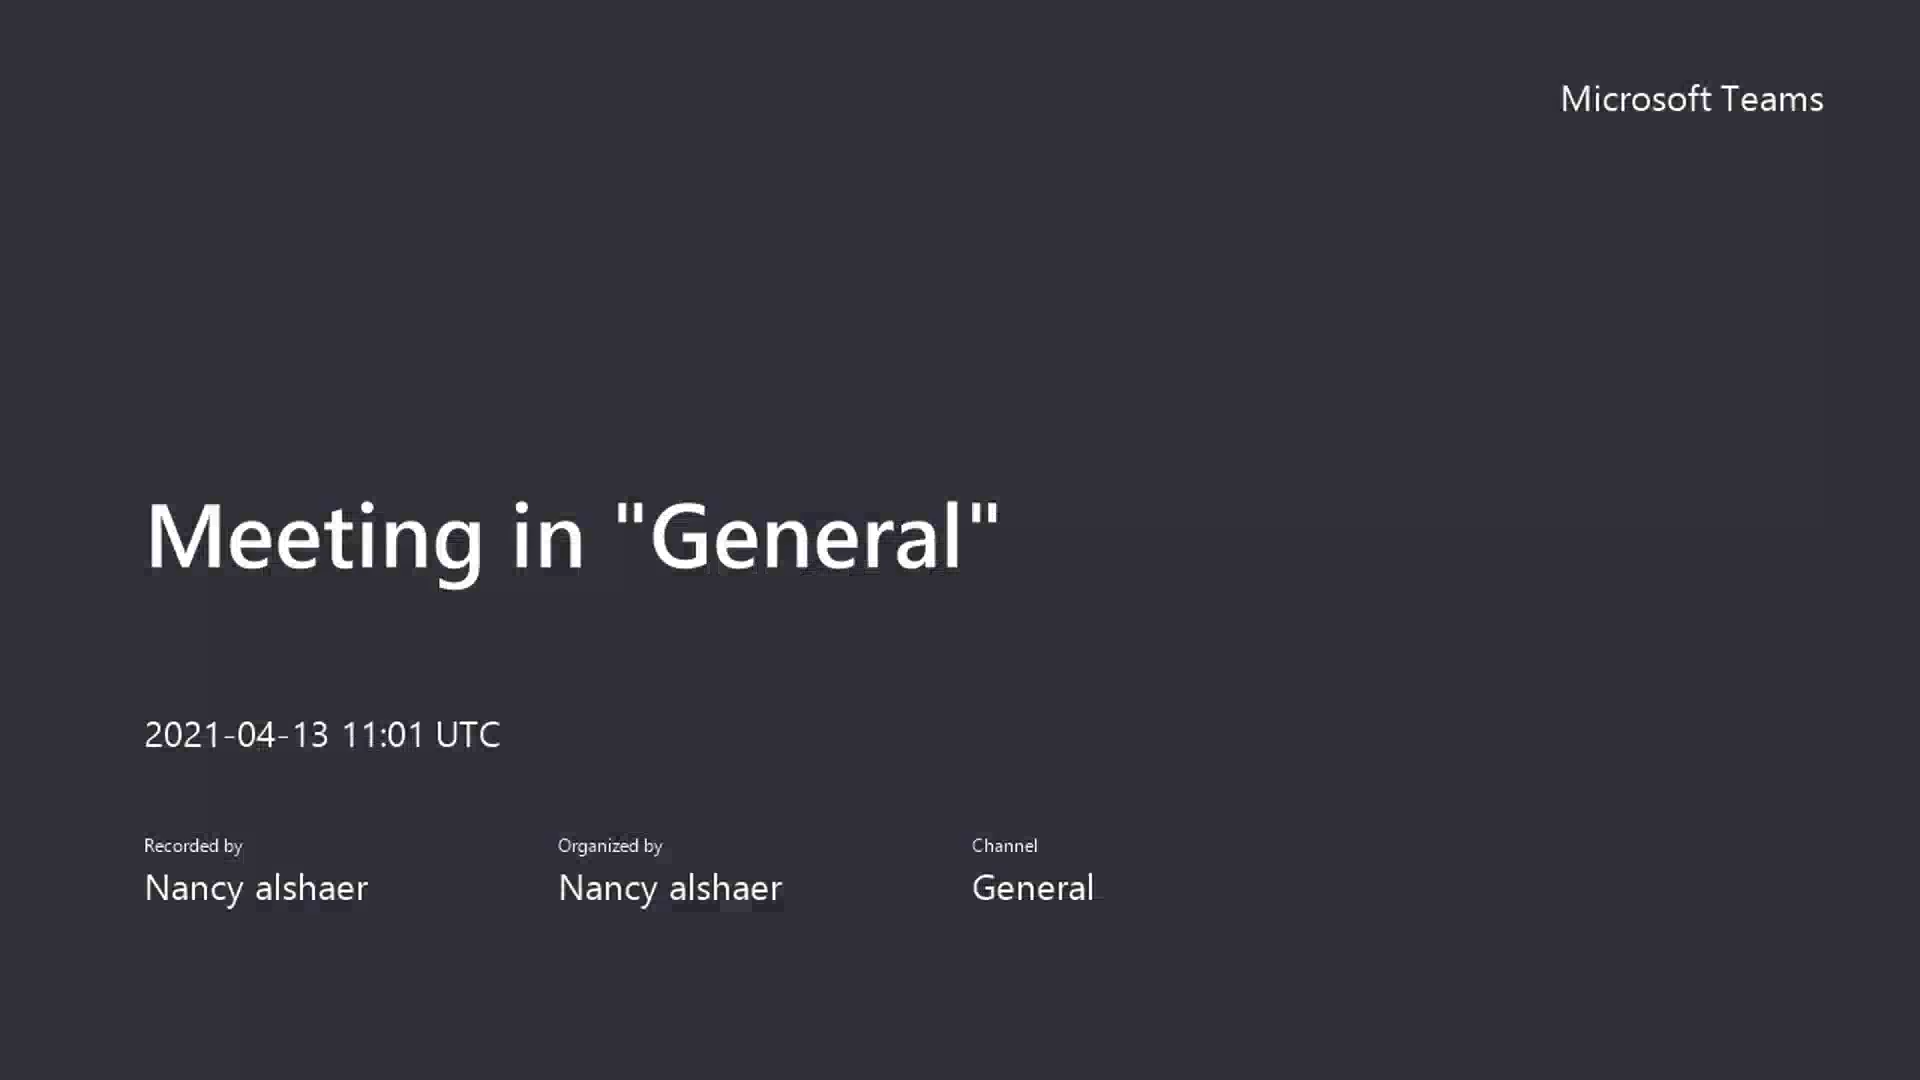 Microsoft Teams
Meeting in "General"
2021-04-13 11:01 UTC
Recorded by
Organized by
Channel
Nancy alshaer
Nancy alshaer
General